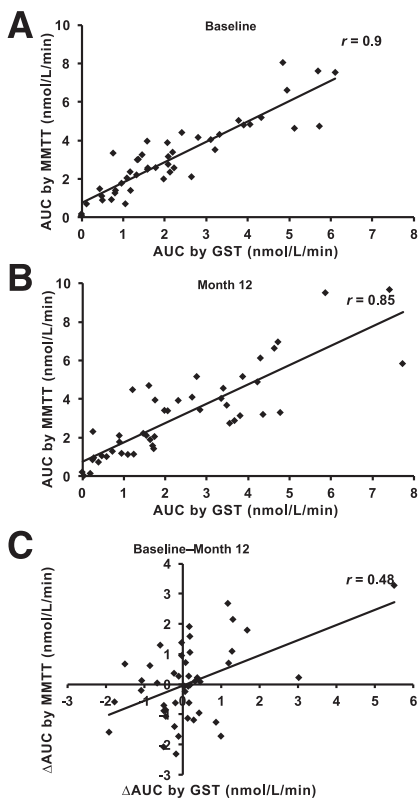 A
Baseline
r = 0.9
AUC by MMTT (nmol/L/min)
10
8
6
4
2
0
0 1 2 3 4 5 6 7 8
AUC by GST (nmol/L/min)
B
Month 12
r = 0.85
AUC by MMTT (nmol/L/min)
10
8
6
4
2
0
0 1 2 3 4 5 6 7 8
AUC by GST (nmol/L/min)
C
Baseline–Month 12
r = 0.48
ΔAUC by MMTT (nmol/L/min)
4
3
2
1
0
-2
-3
-3 -2 -1 0 1 2 3 4 5 6
ΔAUC by GST (nmol/L/min)